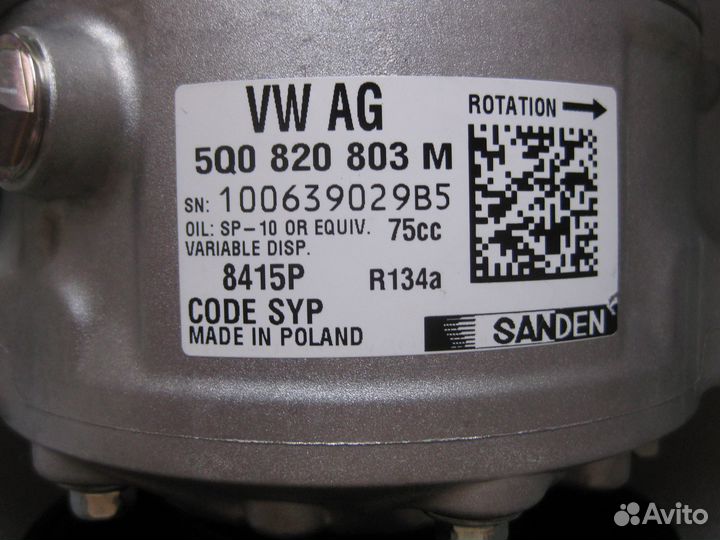 VW AG
ROTATION
5Q0 820 803 M
SN: 100639029B5
OIL: SP-10 OR EQUIV. 75cc
VARIABLE DISP.
8415P R134a
CODE SYP
MADE IN POLAND
SANDEN
Avito